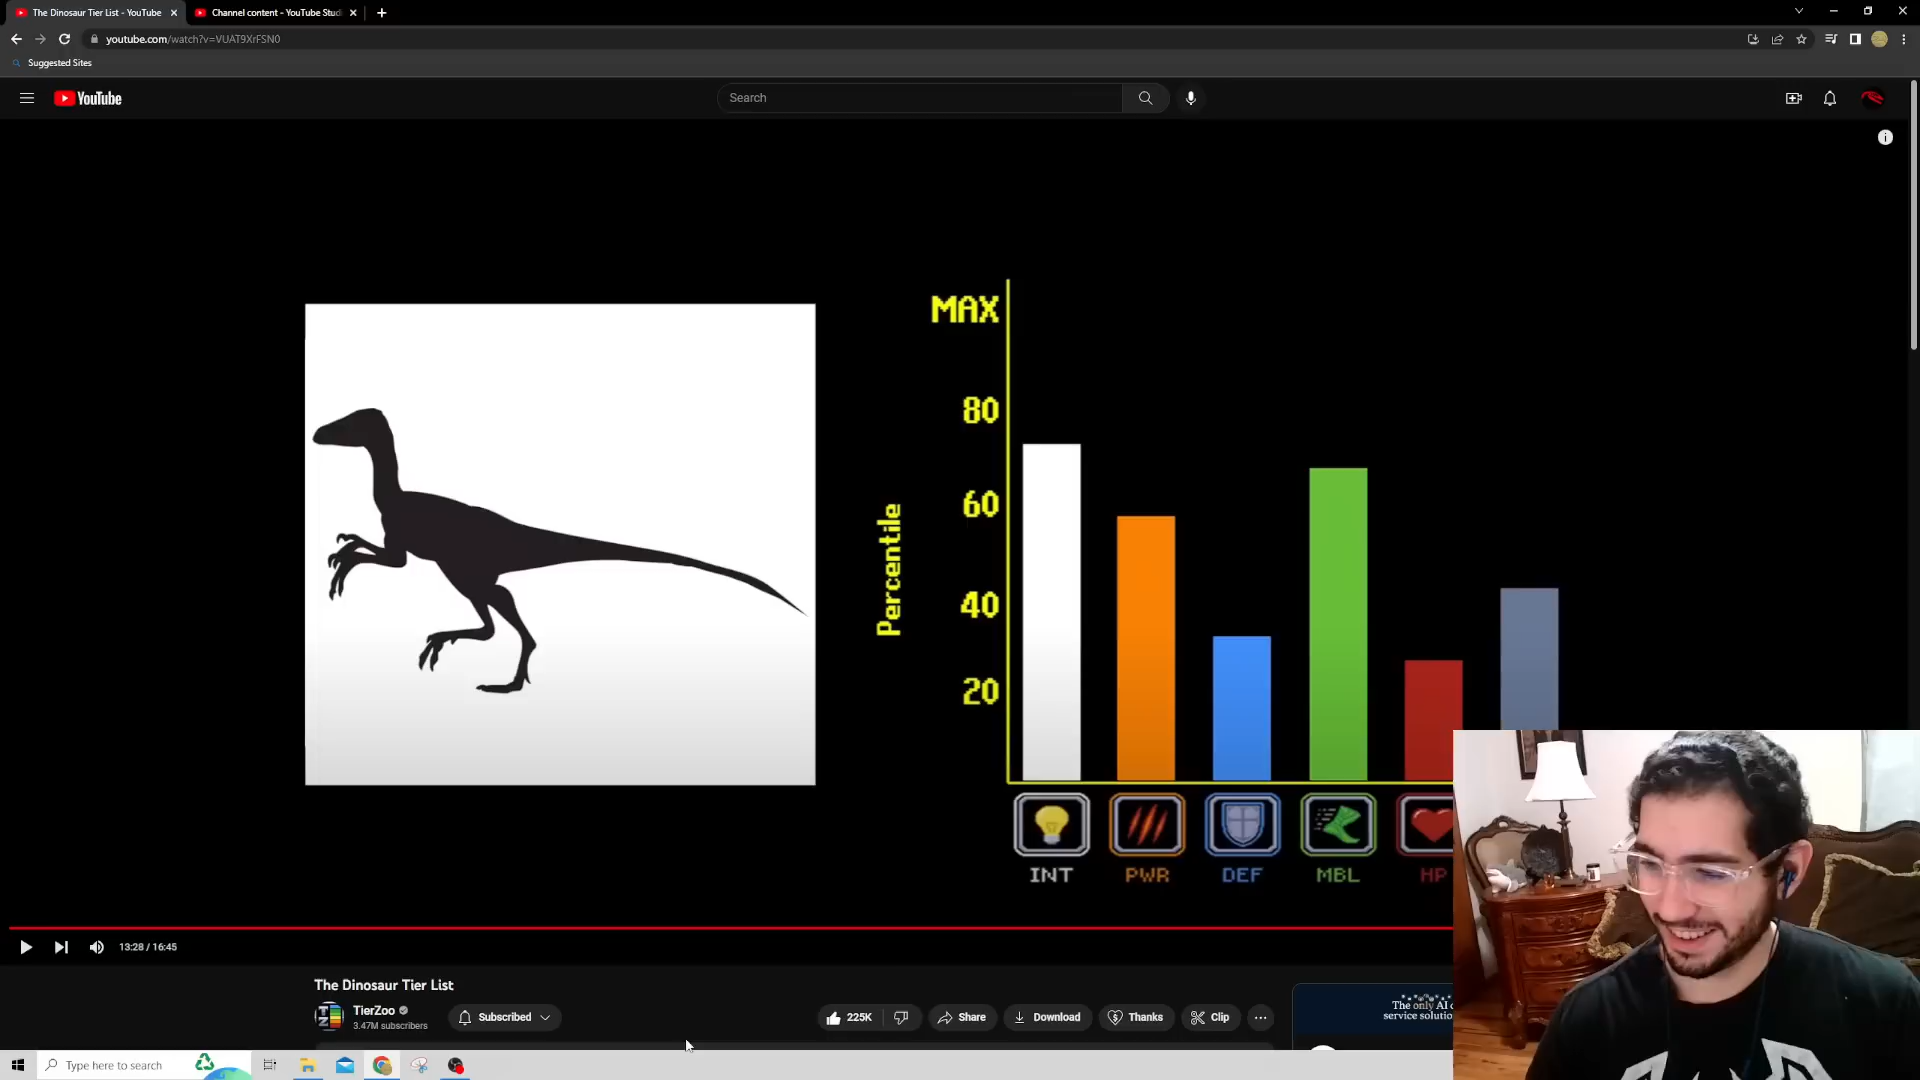 The Dinosaur Tier List - YouTube
Channel content - YouTube Stud
youtube.com/watch?v=VUAT9XrFSN0
Suggested Sites
YouTube
Search
MAX
80
60
40
20
Percentile
INT PWR DEF MBL HP
13:28 / 16:45
The Dinosaur Tier List
TZ
TierZoo
3.47M subscribers
Subscribed
225K
Share
Download
Thanks
Clip
The only AI c
service solutio
Type here to search